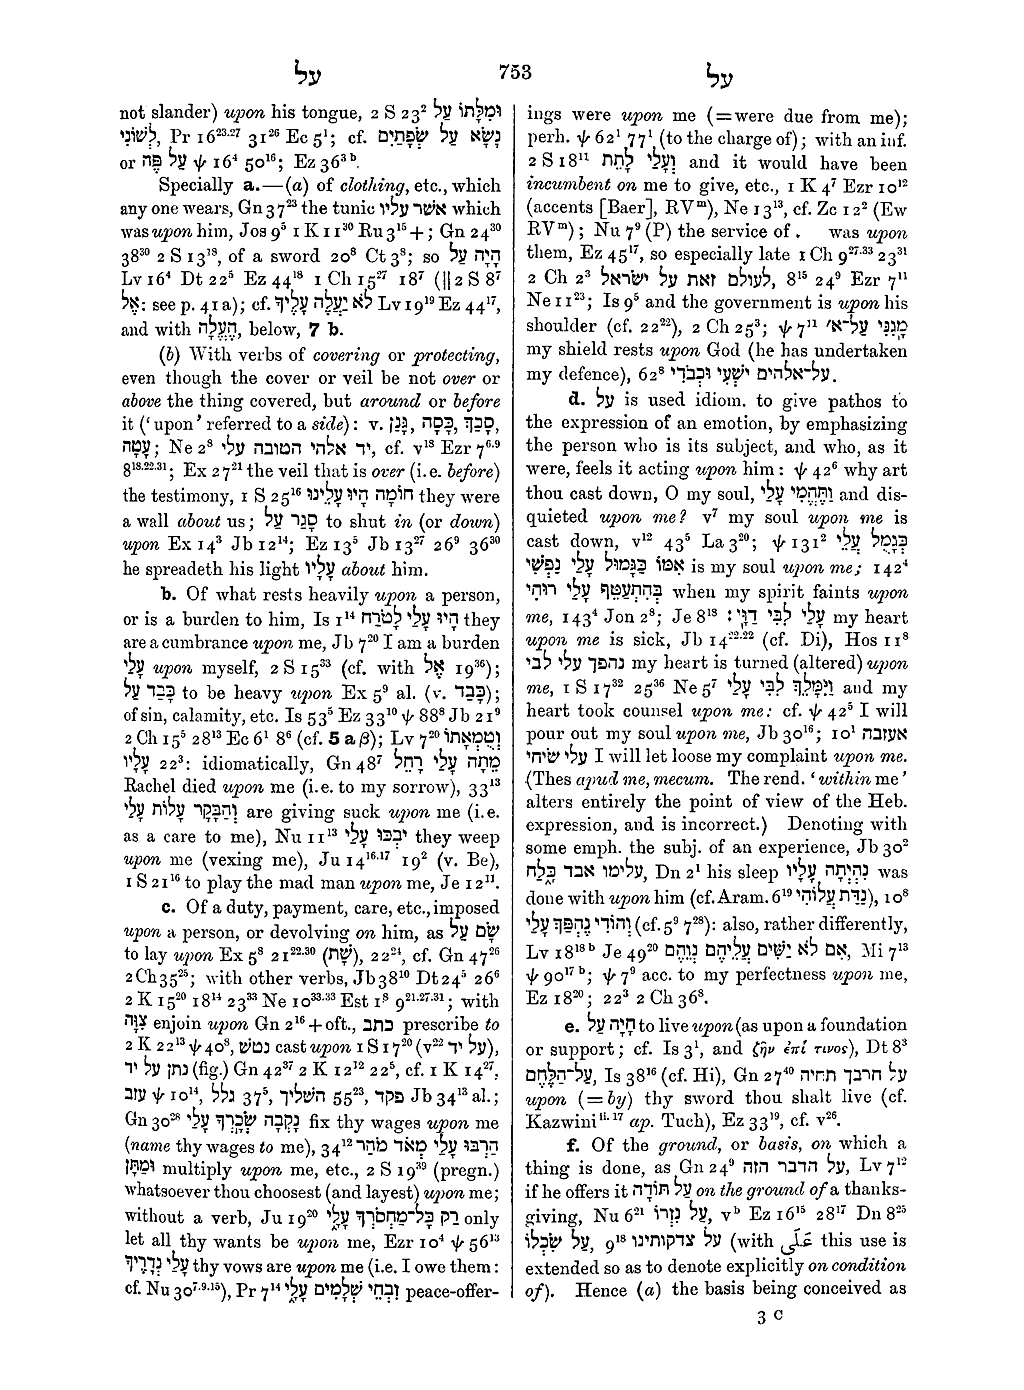 על 753 על
not slander) upon his tongue, 2 S 23² וּמִלָּתוֹ עַל
לְשׁוֹנִי, Pr 16²³·²⁷ 31²⁶ Ec 5¹; cf. נָשָׂא עַל שְׂפָתַיִם
or עַל פֶּה ψ 16⁴ 50¹⁶; Ez 36³ᵇ.
Specially a.—(a) of clothing, etc., which
any one wears, Gn 37²³ the tunic אשר עליו which
was upon him, Jos 9⁵ 1 K 11³⁰ Ru 3¹⁵ +; Gn 24³⁰
38³⁰ 2 S 13¹⁸, of a sword 20⁸ Ct 3⁸; so הָיָה עַל
Lv 16⁴ Dt 22⁵ Ez 44¹⁸ 1 Ch 15²⁷ 18⁷ (|| 2 S 8⁷
אֶל: see p. 41a); cf. לֹא יַעֲלֶה עָלֶיךָ Lv 19¹⁹ Ez 44¹⁷,
and with הֶעֱלָה, below, 7 b.
(b) With verbs of covering or protecting,
even though the cover or veil be not over or
above the thing covered, but around or before
it (‘upon’ referred to a side): v. סָכַךְ, כָּסָה, גָּנַן,
עָטָה; Ne 2⁸ יד אלהי הטובה עלי, cf. v¹⁸ Ezr 7⁶·⁹
8¹⁸·²²·³¹; Ex 27²¹ the veil that is over (i.e. before)
the testimony, 1 S 25¹⁶ חוֹמָה הָיוּ עָלֵינוּ they were
a wall about us; סָגַר עַל to shut in (or down)
upon Ex 14³ Jb 12¹⁴; Ez 13⁵ Jb 13²⁷ 26⁹ 36³⁰
he spreadeth his light עָלָיו about him.
b. Of what rests heavily upon a person,
or is a burden to him, Is 1¹⁴ הָיוּ עָלַי לָטֹרַח they
are a cumbrance upon me, Jb 7²⁰ I am a burden
עָלַי upon myself, 2 S 15³³ (cf. with אֶל 19³⁶);
כָּבַד עַל to be heavy upon Ex 5⁹ al. (v. כָּבַד);
of sin, calamity, etc. Is 53⁵ Ez 33¹⁰ ψ 88⁸ Jb 21⁹
2 Ch 15⁵ 28¹³ Ec 6¹ 8⁶ (cf. 5 a β); Lv 7²⁰ וְטֻמְאָתוֹ
עָלָיו 22³: idiomatically, Gn 48⁷ מֵתָה עָלַי רָחֵל
Rachel died upon me (i.e. to my sorrow), 33¹³
וְהַבָּקָר עָלוֹת עָלַי are giving suck upon me (i.e.
as a care to me), Nu 11¹³ יִבְכּוּ עָלַי they weep
upon me (vexing me), Ju 14¹⁶·¹⁷ 19² (v. Be),
1 S 21¹⁶ to play the mad man upon me, Je 12¹¹.
c. Of a duty, payment, care, etc., imposed
upon a person, or devolving on him, as שָׂם עַל
to lay upon Ex 5⁸ 21²²·³⁰ (שָׁת), 22²⁴, cf. Gn 47²⁶
2 Ch 35²⁵; with other verbs, Jb 38¹⁰ Dt 24⁵ 26⁶
2 K 15²⁰ 18¹⁴ 23³³ Ne 10³³·³³ Est 1⁸ 9²¹·²⁷·³¹; with
צִוָּה enjoin upon Gn 2¹⁶ + oft., כתב prescribe to
2 K 22¹³ ψ 40⁸, נטשׁ cast upon 1 S 17²⁰ (v²² על יד),
נתן על יד (fig.) Gn 42³⁷ 2 K 12¹² 22⁵, cf. 1 K 14²⁷,
עזב ψ 10¹⁴, גלל 37⁵, השליך 55²³, פקד Jb 34¹³ al.;
Gn 30²⁸ נָקְבָה שְׂכָרְךָ עָלַי fix thy wages upon me
(name thy wages to me), 34¹² הַרְבּוּ עָלַי מְאֹד מֹהַר
וּמַתָּן multiply upon me, etc., 2 S 19³⁹ (pregn.)
whatsoever thou choosest (and layest) upon me;
without a verb, Ju 19²⁰ רַק כָּל־מַחְסֹרְךָ עָלָי only
let all thy wants be upon me, Ezr 10⁴ ψ 56¹³
עָלַי נְדָרֶיךָ thy vows are upon me (i.e. I owe them:
cf. Nu 30⁷·⁹·¹⁵), Pr 7¹⁴ זִבְחֵי שְׁלָמִים עָלָי peace-offer-
ings were upon me (=were due from me);
perh. ψ 62¹ 77¹ (to the charge of); with an inf.
2 S 18¹¹ וְעָלַי לָתֵת and it would have been
incumbent on me to give, etc., 1 K 4⁷ Ezr 10¹²
(accents [Baer], RVᵐ), Ne 13¹³, cf. Zc 12² (Ew
RVᵐ); Nu 7⁹ (P) the service of . was upon
them, Ez 45¹⁷, so especially late 1 Ch 9²⁷·³³ 23³¹
2 Ch 2³ לעולם זאת על ישראל, 8¹⁵ 24⁹ Ezr 7¹¹
Ne 11²³; Is 9⁵ and the government is upon his
shoulder (cf. 22²²), 2 Ch 25³; ψ 7¹¹ מָגִנִּי עַל־א׳
my shield rests upon God (he has undertaken
my defence), 62⁸ על־אלהים ישְׁעִי וּכְבֹדִי.
d. עַל is used idiom. to give pathos to
the expression of an emotion, by emphasizing
the person who is its subject, and who, as it
were, feels it acting upon him: ψ 42⁶ why art
thou cast down, O my soul, וַתֶּהֱמִי עָלַי and dis-
quieted upon me? v⁷ my soul upon me is
cast down, v¹² 43⁵ La 3²⁰; ψ 131² כְּגָמֻל עֲלֵי
אִמּוֹ כַּגָּמוּל עָלַי נַפְשִׁי is my soul upon me; 142⁴
בְּהִתְעַטֵּף עָלַי רוּחִי when my spirit faints upon
me, 143⁴ Jon 2⁸; Je 8¹⁸ עָלַי לִבִּי דַוָּי: my heart
upon me is sick, Jb 14²²·²² (cf. Di), Hos 11⁸
נהפך עלי לבי my heart is turned (altered) upon
me, 1 S 17³² 25³⁶ Ne 5⁷ וַיִּמָּלֵךְ לִבִּי עָלַי and my
heart took counsel upon me: cf. ψ 42⁵ I will
pour out my soul upon me, Jb 30¹⁶; 10¹ אעזבה
עָלַי שִׂיחִי I will let loose my complaint upon me.
(Thes apud me, mecum. The rend. ‘within me’
alters entirely the point of view of the Heb.
expression, and is incorrect.) Denoting with
some emph. the subj. of an experience, Jb 30²
עלימו אבד כָּלַח, Dn 2¹ his sleep נִהְיְתָה עָלָיו was
done with upon him (cf. Aram. 6¹⁹ נַדַּת עֲלוֹהִי), 10⁸
וְהוֹדִי נֶהְפַּךְ עָלַי (cf. 5⁹ 7²⁸): also, rather differently,
Lv 18¹⁸ᵇ Je 49²⁰ אִם לֹא יַשִּׁים עֲלֵיהֶם נְוֵהֶם, Mi 7¹³
ψ 90¹⁷ᵇ; ψ 7⁹ acc. to my perfectness upon me,
Ez 18²⁰; 22³ 2 Ch 36⁸.
e. חָיָה עַל to live upon (as upon a foundation
or support; cf. Is 3¹, and ζῆν ἐπί τινος), Dt 8³
עַל־הַלֶּחֶם, Is 38¹⁶ (cf. Hi), Gn 27⁴⁰ על חרבך תחיה
upon (=by) thy sword thou shalt live (cf.
Kazwini ⁱⁱ·¹⁷ ap. Tuch), Ez 33¹⁹, cf. v²⁶.
f. Of the ground, or basis, on which a
thing is done, as Gn 24⁹ על הדבר הזה, Lv 7¹²
if he offers it עַל תּוֹדָה on the ground of a thanks-
giving, Nu 6²¹ עַל נִזְרוֹ, vᵇ Ez 16¹⁵ 28¹⁷ Dn 8²⁵
עַל שִׂכְלוֹ, 9¹⁸ על צדקותינו (with عَلَى this use is
extended so as to denote explicitly on condition
of). Hence (a) the basis being conceived as
3 C